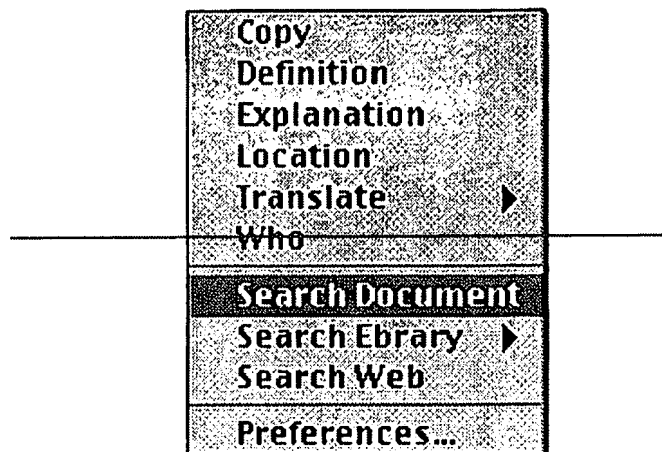 Copy
Definition
Explanation
Location
Translate
Who
Search Document
Search Ebrary
Search Web
Preferences...